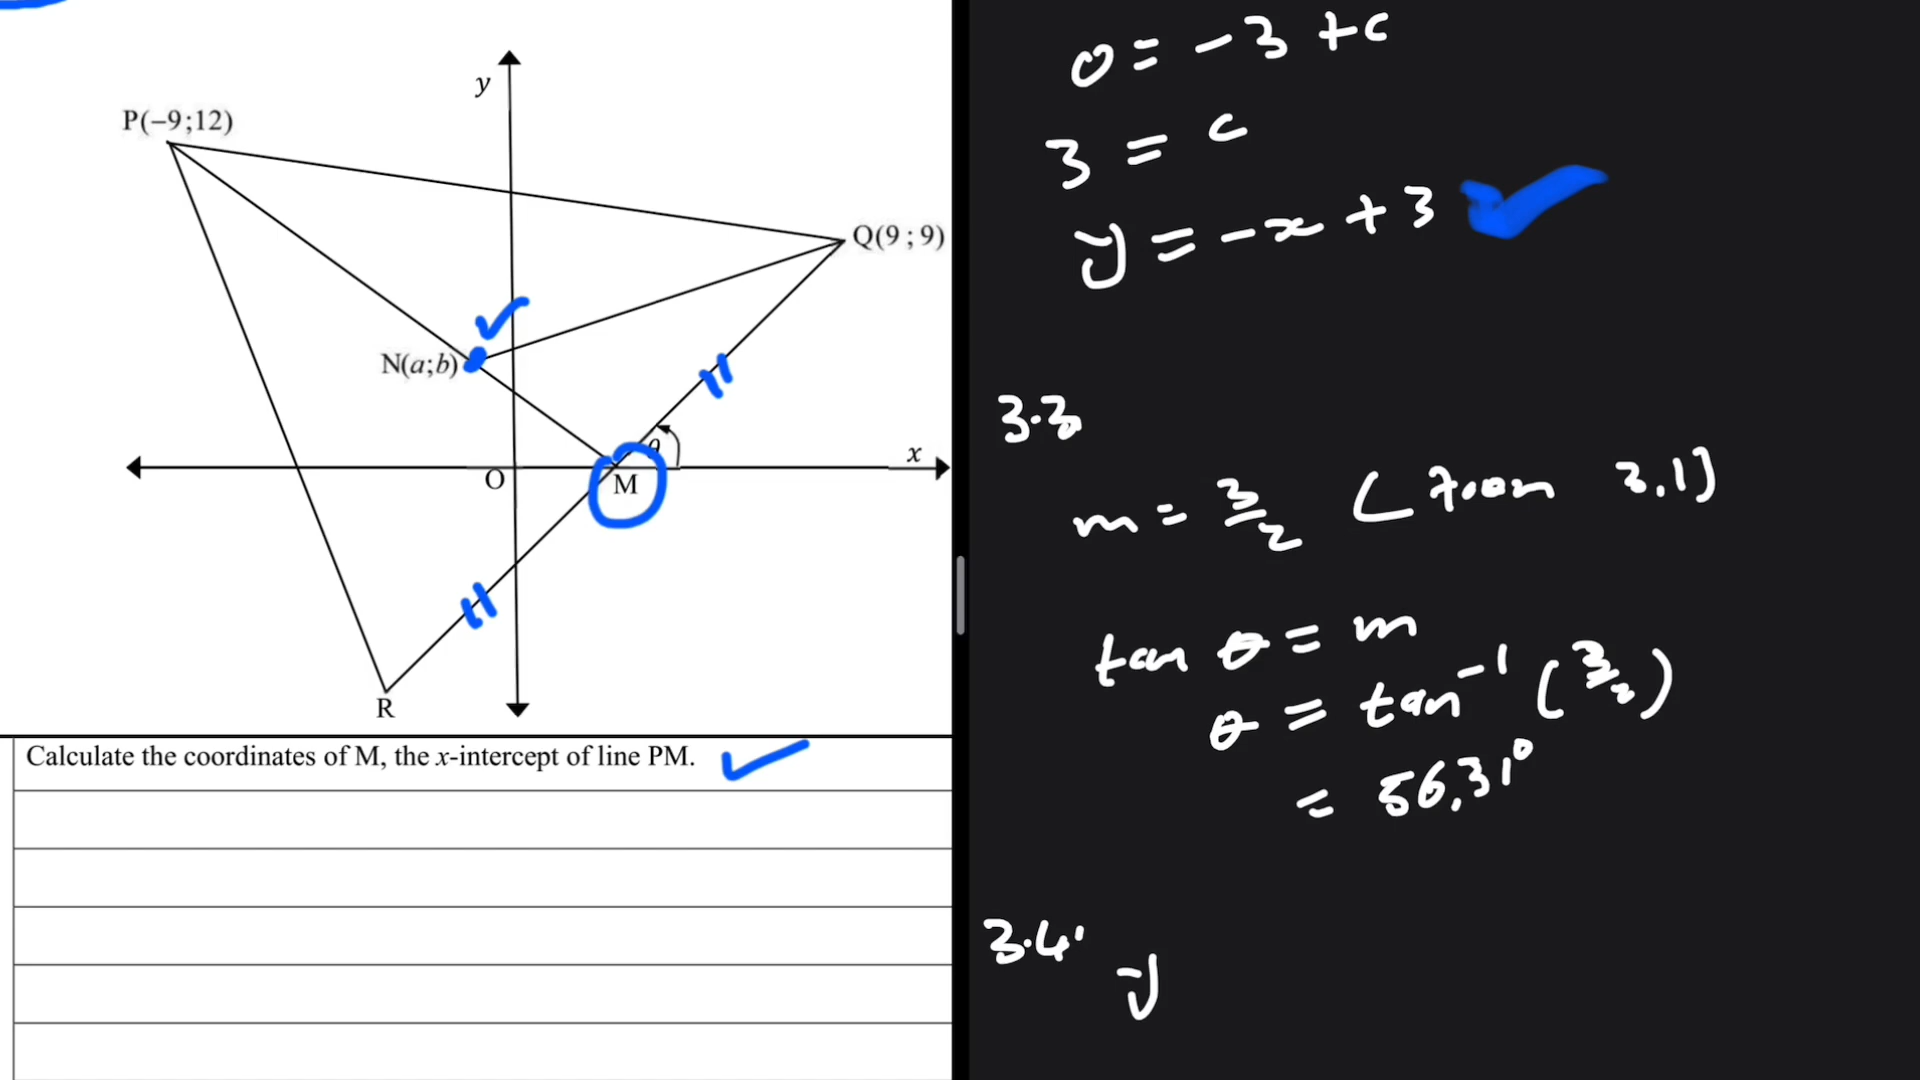 y
P(–9;12)
Q(9 ; 9)
N(a;b)
θ
x
O
M
R
Calculate the coordinates of M, the x-intercept of line PM.
0 = -3 + c
3 = c
y = -x + 3
3.3
m = 3/2 ( from 3.1)
tan θ = m
θ = tan⁻¹ (3/2)
= 56,31°
3.4
y